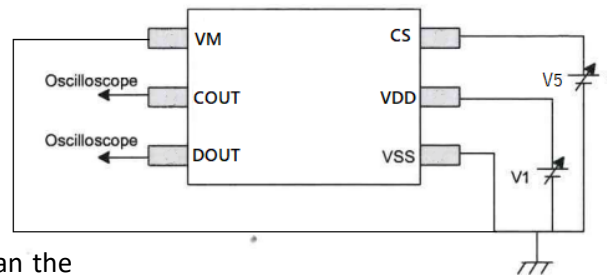 VM
CS
Oscilloscope
COUT
VDD
V5
Oscilloscope
DOUT
VSS
V1
an the